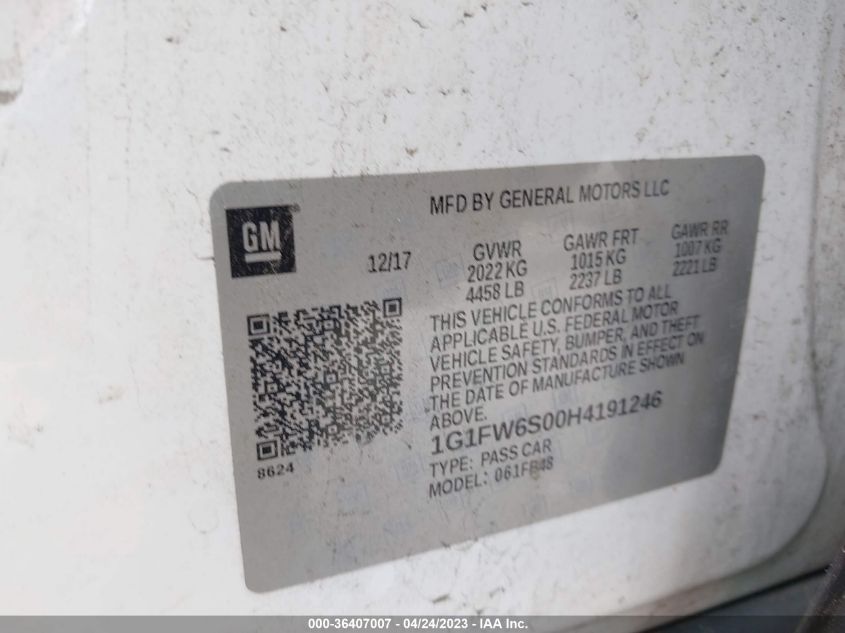 MFD BY GENERAL MOTORS LLC
GM
12/17
GVWR
2022 KG
4458 LB
GAWR FRT
1015 KG
2237 LB
GAWR RR
1007 KG
2221 LB
THIS VEHICLE CONFORMS TO ALL
APPLICABLE U.S. FEDERAL MOTOR
VEHICLE SAFETY, BUMPER, AND THEFT
PREVENTION STANDARDS IN EFFECT ON
THE DATE OF MANUFACTURE SHOWN
ABOVE.
1G1FW6S00H4191246
TYPE: PASS CAR
MODEL: 061FB48
8624
000-36407007 - 04/24/2023 - IAA Inc.